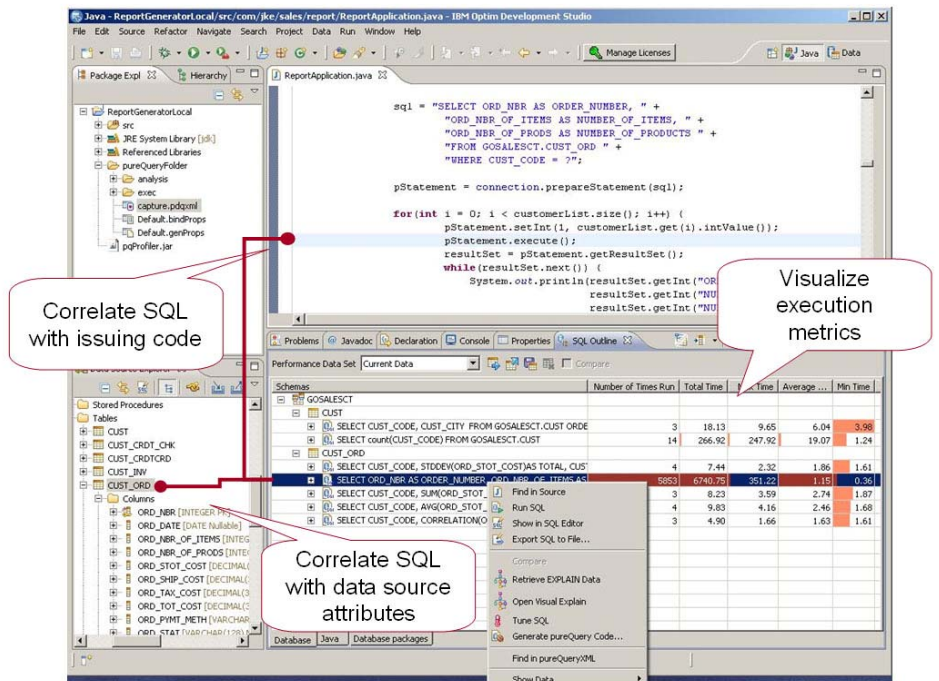 Java - ReportGeneratorLocal/src/com/jke/sales/report/ReportApplication.java - IBM Optim Development Studio
File Edit Source Refactor Navigate Search Project Data Run Window Help
Manage Licenses
Java
Data
Package Expl
Hierarchy
ReportApplication.java
ReportGeneratorLocal
src
JRE System Library [jdk]
Referenced Libraries
pureQueryFolder
analysis
exec
capture.pdqxml
Default.bindProps
Default.genProps
pqProfiler.jar
sql = "SELECT ORD_NBR AS ORDER_NUMBER, " +
"ORD_NBR_OF_ITEMS AS NUMBER_OF_ITEMS, " +
"ORD_NBR_OF_PRODS AS NUMBER_OF_PRODUCTS " +
"FROM GOSALESCT.CUST_ORD " +
"WHERE CUST_CODE = ?";
pStatement = connection.prepareStatement(sql);
for(int i = 0; i < customerList.size(); i++) {
pStatement.setInt(1, customerList.get(i).intValue());
pStatement.execute();
resultSet = pStatement.getResultSet();
while(resultSet.next()) {
System.out.println(resultSet.getInt("OR
resultSet.getInt("NU
resultSet.getInt("NU
Correlate SQL
with issuing code
Visualize
execution
metrics
Problems
Javadoc
Declaration
Console
Properties
SQL Outline
Performance Data Set Current Data
Compare
Schemas Number of Times Run Total Time Time Average ... Min Time
GOSALESCT
CUST
SELECT CUST_CODE, CUST_CITY FROM GOSALESCT.CUST ORDE 3 18.13 9.65 6.04 3.98
SELECT count(CUST_CODE) FROM GOSALESCT.CUST 14 266.92 247.92 19.07 1.24
CUST_ORD
SELECT CUST_CODE, STDDEV(ORD_STOT_COST)AS TOTAL, CUS 4 7.44 2.32 1.86 1.61
SELECT ORD_NBR AS ORDER_NUMBER, ORD_NBR_OF_ITEMS AS 5853 6740.75 351.22 1.15 0.36
SELECT CUST_CODE, SUM(ORD_STOT_ 3 8.23 3.59 2.74 1.87
SELECT CUST_CODE, AVG(ORD_STOT_ 4 9.83 4.16 2.46 1.68
SELECT CUST_CODE, CORRELATION(O 3 4.90 1.66 1.63 1.61
Find in Source
Run SQL
Show in SQL Editor
Export SQL to File...
Compare
Retrieve EXPLAIN Data
Open Visual Explain
Tune SQL
Generate pureQuery Code...
Find in pureQueryXML
Show Data
Stored Procedures
Tables
CUST
CUST_CRDT_CHK
CUST_CRDTCRD
CUST_INV
CUST_ORD
Columns
ORD_NBR [INTEGER PK]
ORD_DATE [DATE Nullable]
ORD_NBR_OF_ITEMS [INTEG
ORD_NBR_OF_PRODS [INTE
ORD_STOT_COST [DECIMAL(
ORD_SHIP_COST [DECIMAL(
ORD_TAX_COST [DECIMAL(3
ORD_TOT_COST [DECIMAL(3
ORD_PYMT_METH [VARCHAR
ORD_STAT [VARCHAR(128)
Correlate SQL
with data source
attributes
Database
Java
Database packages